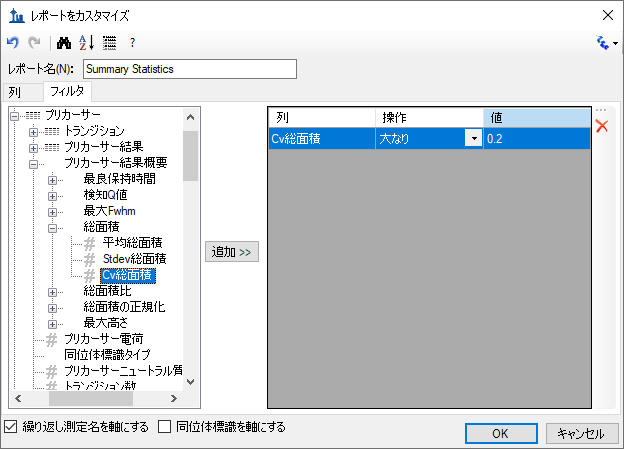 レポートをカスタマイズ
レポート名(N): Summary Statistics
列 フィルタ
プリカーサー
トランジション
プリカーサー結果
プリカーサー結果概要
最良保持時間
検知Q値
最大Fwhm
総面積
平均総面積
Stdev総面積
Cv総面積
総面積比
総面積の正規化
最大高さ
プリカーサー電荷
同位体標識タイプ
プリカーサーニュートラル質
トランジション数
追加 >>
列 操作 値
Cv総面積 大なり 0.2
繰り返し測定名を軸にする 同位体標識を軸にする
OK キャンセル